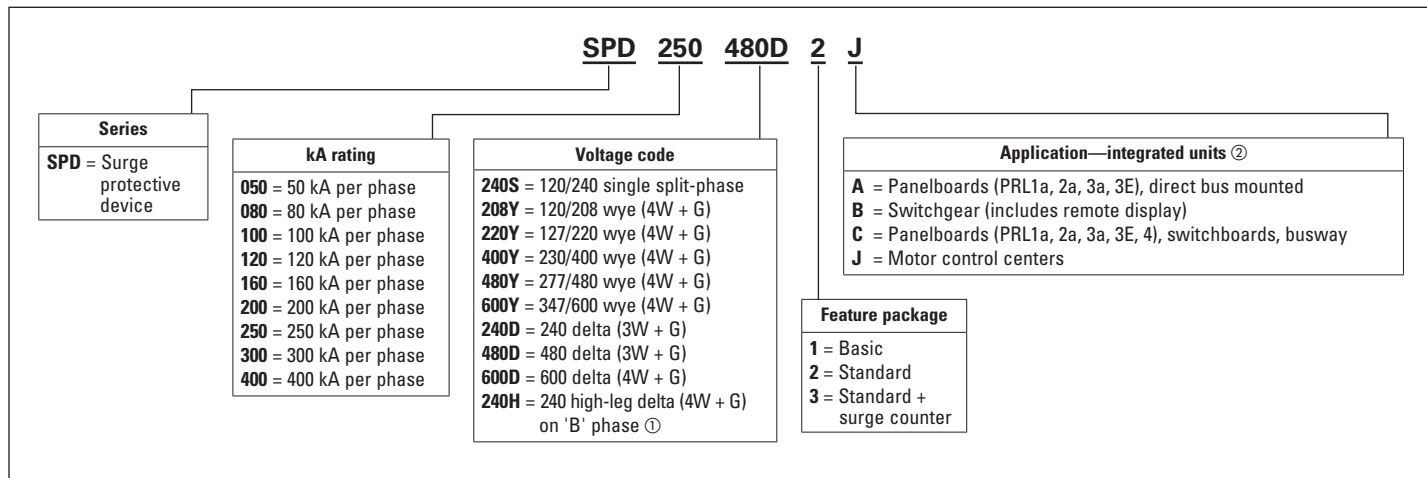 SPD 250 480D 2 J
Series
SPD = Surge
protective
device
kA rating
050 = 50 kA per phase
080 = 80 kA per phase
100 = 100 kA per phase
120 = 120 kA per phase
160 = 160 kA per phase
200 = 200 kA per phase
250 = 250 kA per phase
300 = 300 kA per phase
400 = 400 kA per phase
Voltage code
240S = 120/240 single split-phase
208Y = 120/208 wye (4W + G)
220Y = 127/220 wye (4W + G)
400Y = 230/400 wye (4W + G)
480Y = 277/480 wye (4W + G)
600Y = 347/600 wye (4W + G)
240D = 240 delta (3W + G)
480D = 480 delta (3W + G)
600D = 600 delta (4W + G)
240H = 240 high-leg delta (4W + G)
on 'B' phase ①
Application—integrated units ②
A = Panelboards (PRL1a, 2a, 3a, 3E), direct bus mounted
B = Switchgear (includes remote display)
C = Panelboards (PRL1a, 2a, 3a, 3E, 4), switchboards, busway
J = Motor control centers
Feature package
1 = Basic
2 = Standard
3 = Standard +
surge counter